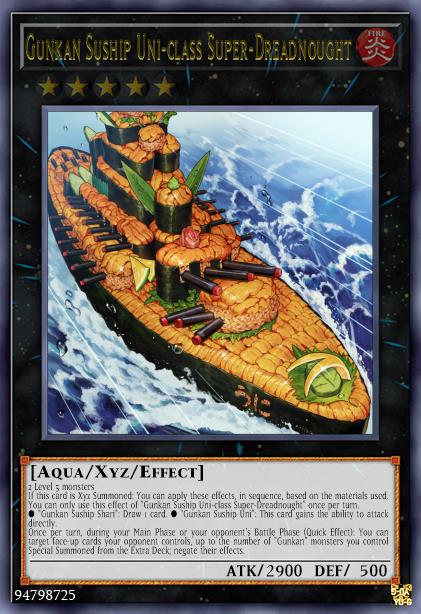 Gunkan Suship Uni-class Super-Dreadnought
FIRE
炎
[Aqua/Xyz/Effect]
2 Level 5 monsters
If this card is Xyz Summoned: You can apply these effects, in sequence, based on the materials used.
You can only use this effect of "Gunkan Suship Uni-class Super-Dreadnought" once per turn.
● "Gunkan Suship Shari": Draw 1 card. ● "Gunkan Suship Uni": This card gains the ability to attack
directly.
Once per turn, during your Main Phase or your opponent's Battle Phase (Quick Effect): You can
target face-up cards your opponent controls, up to the number of "Gunkan" monsters you control
Special Summoned from the Extra Deck; negate their effects.
ATK/2900 DEF/ 500
94798725